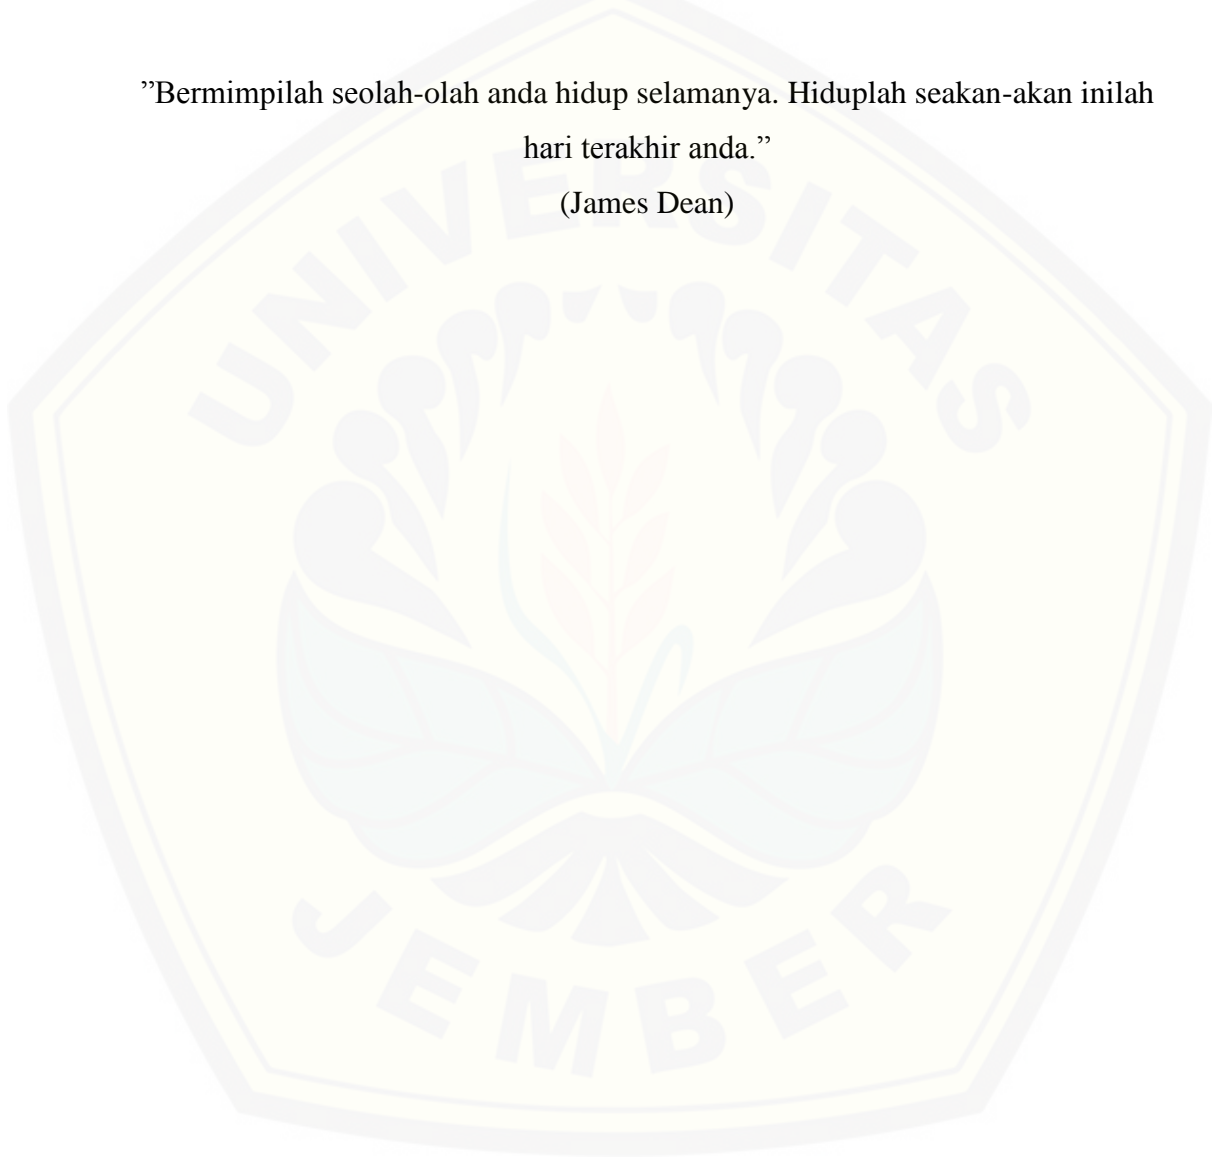 ”Bermimpilah seolah-olah anda hidup selamanya. Hiduplah seakan-akan inilah
hari terakhir anda.”
(James Dean)
UNIVERSITAS
JEMBER